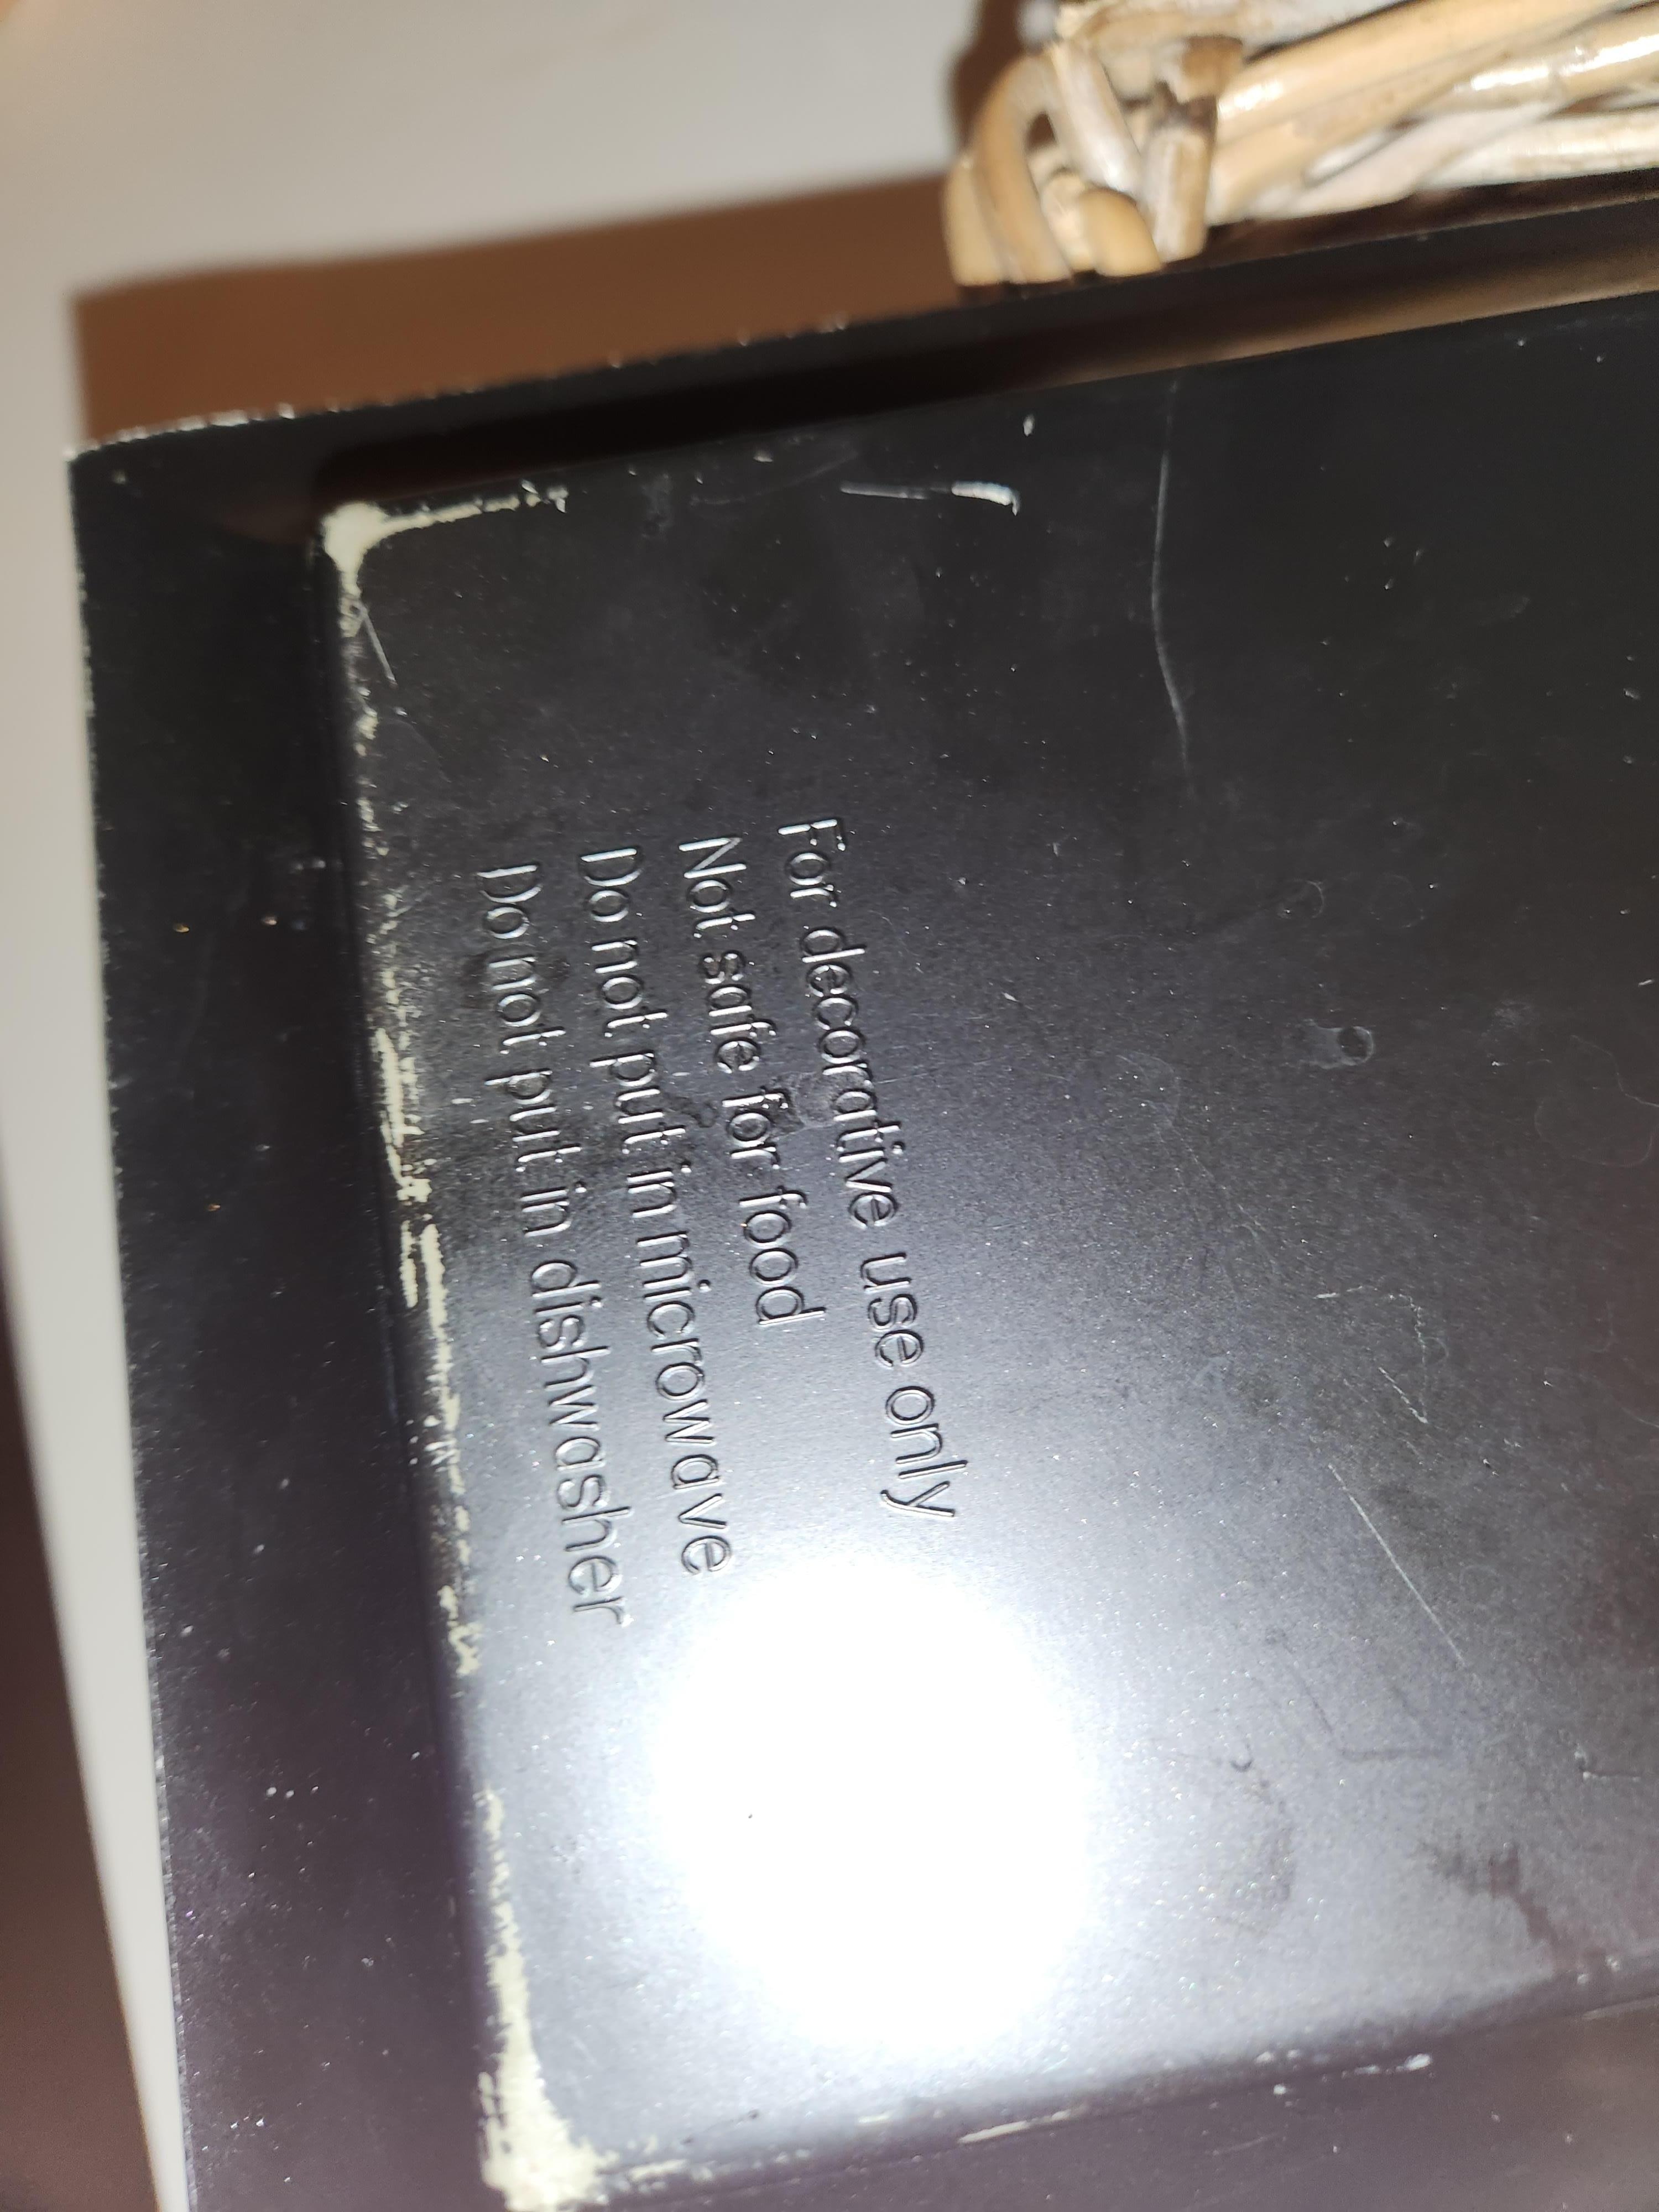 For decorative use only
Not safe for food
Do not put in microwave
Do not put in dishwasher